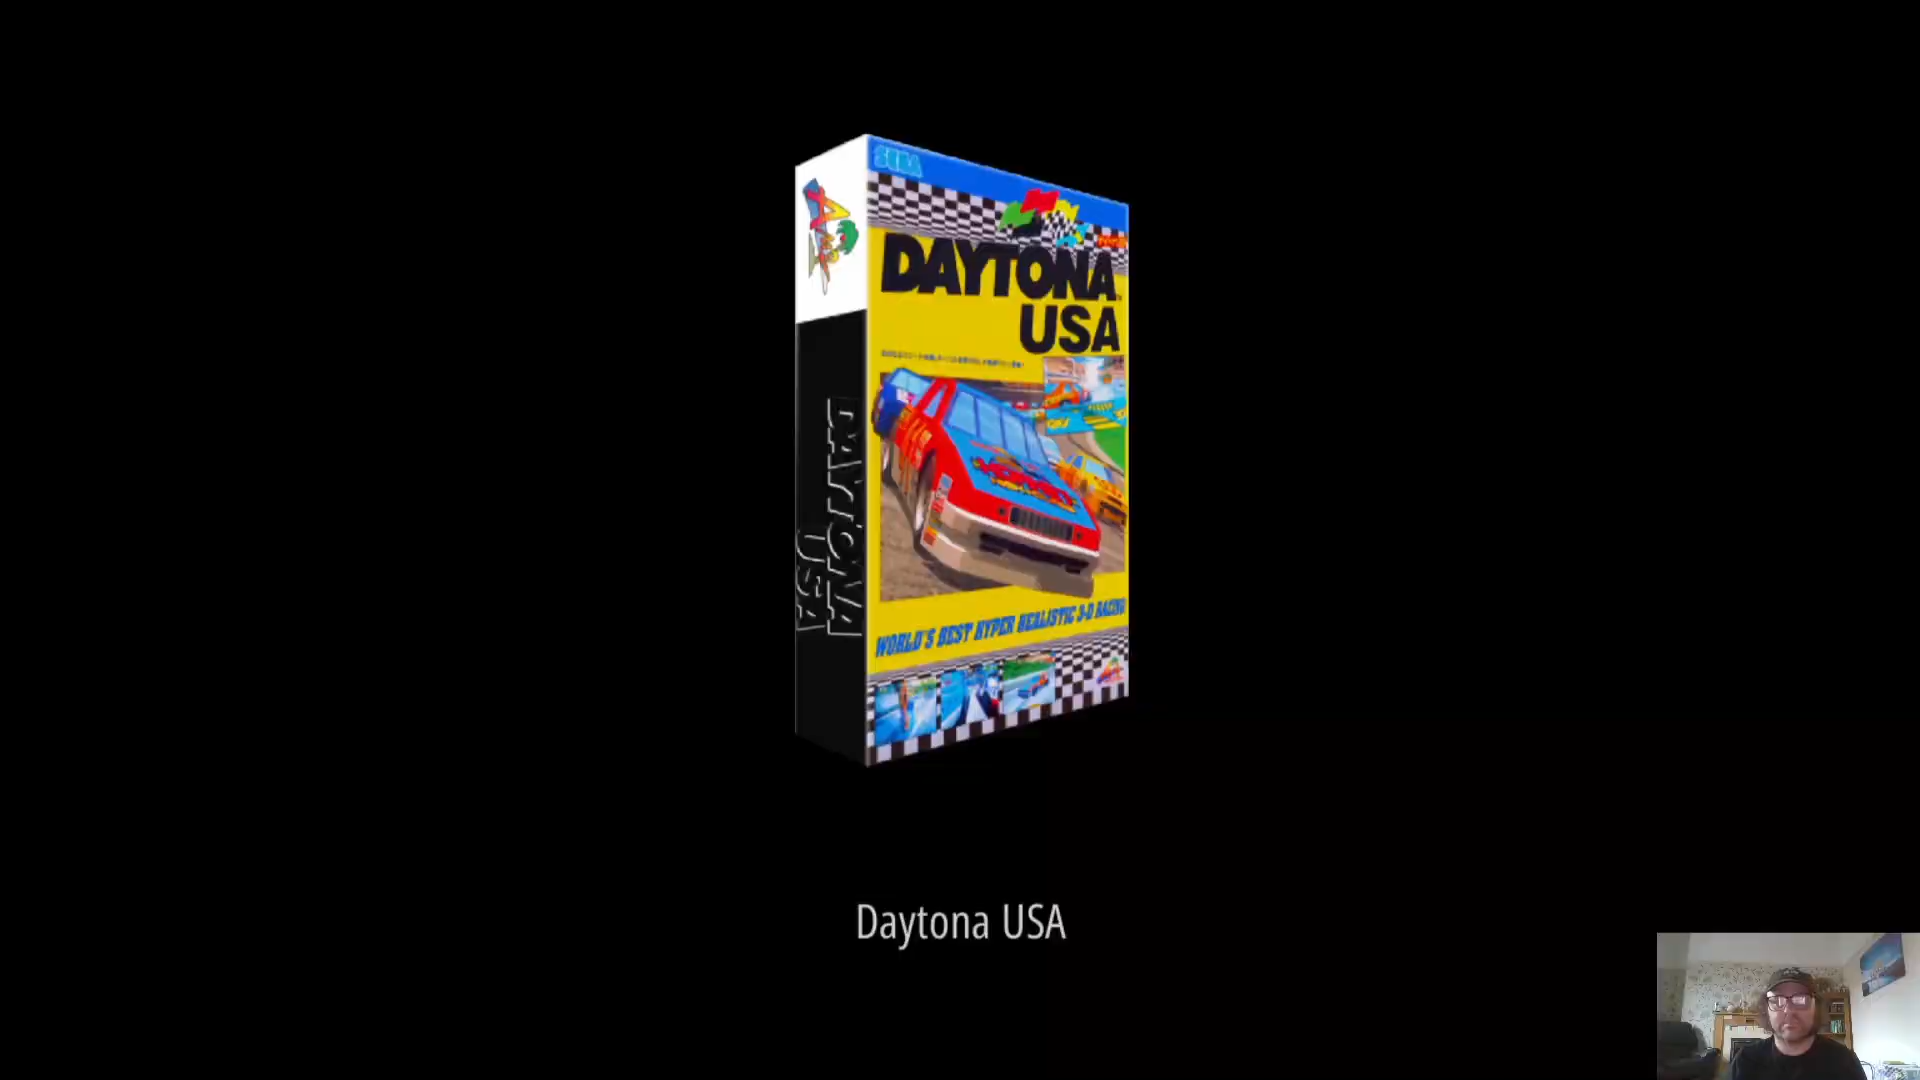 SEGA
DAYTONA
USA
WORLD'S BEST HYPER REALISTIC 3-D RACING
DAYTONA
USA
Daytona USA